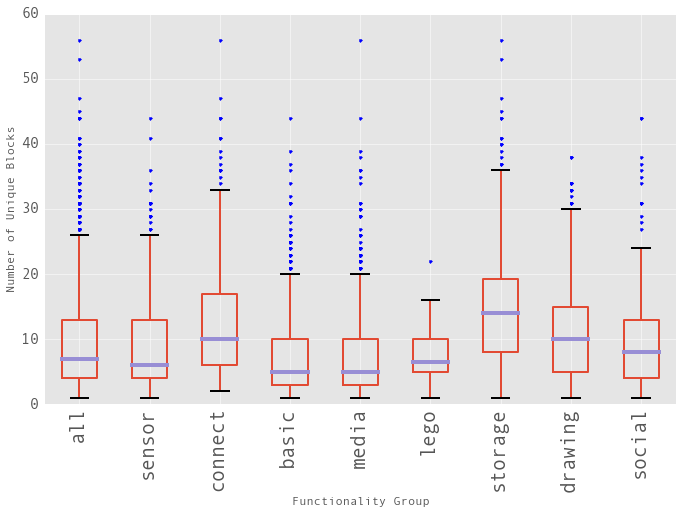 60
50
40
30
20
10
0
Number of Unique Blocks
all
sensor
connect
basic
media
lego
storage
drawing
social
Functionality Group